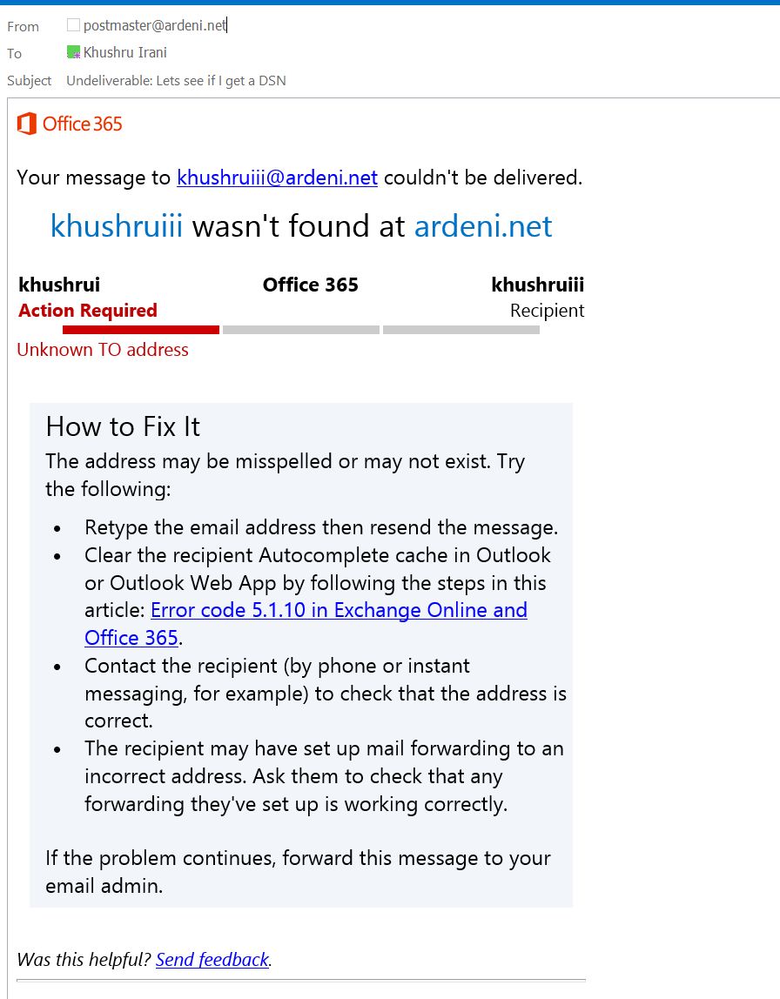 From postmaster@ardeni.net
To Khushru Irani
Subject Undeliverable: Lets see if I get a DSN
Office 365
Your message to khushruiii@ardeni.net couldn't be delivered.
khushruiii wasn't found at ardeni.net
khushrui Office 365 khushruiii
Action Required Recipient
Unknown TO address
How to Fix It
The address may be misspelled or may not exist. Try
the following:
• Retype the email address then resend the message.
• Clear the recipient Autocomplete cache in Outlook
or Outlook Web App by following the steps in this
article: Error code 5.1.10 in Exchange Online and
Office 365.
• Contact the recipient (by phone or instant
messaging, for example) to check that the address is
correct.
• The recipient may have set up mail forwarding to an
incorrect address. Ask them to check that any
forwarding they've set up is working correctly.
If the problem continues, forward this message to your
email admin.
Was this helpful? Send feedback.